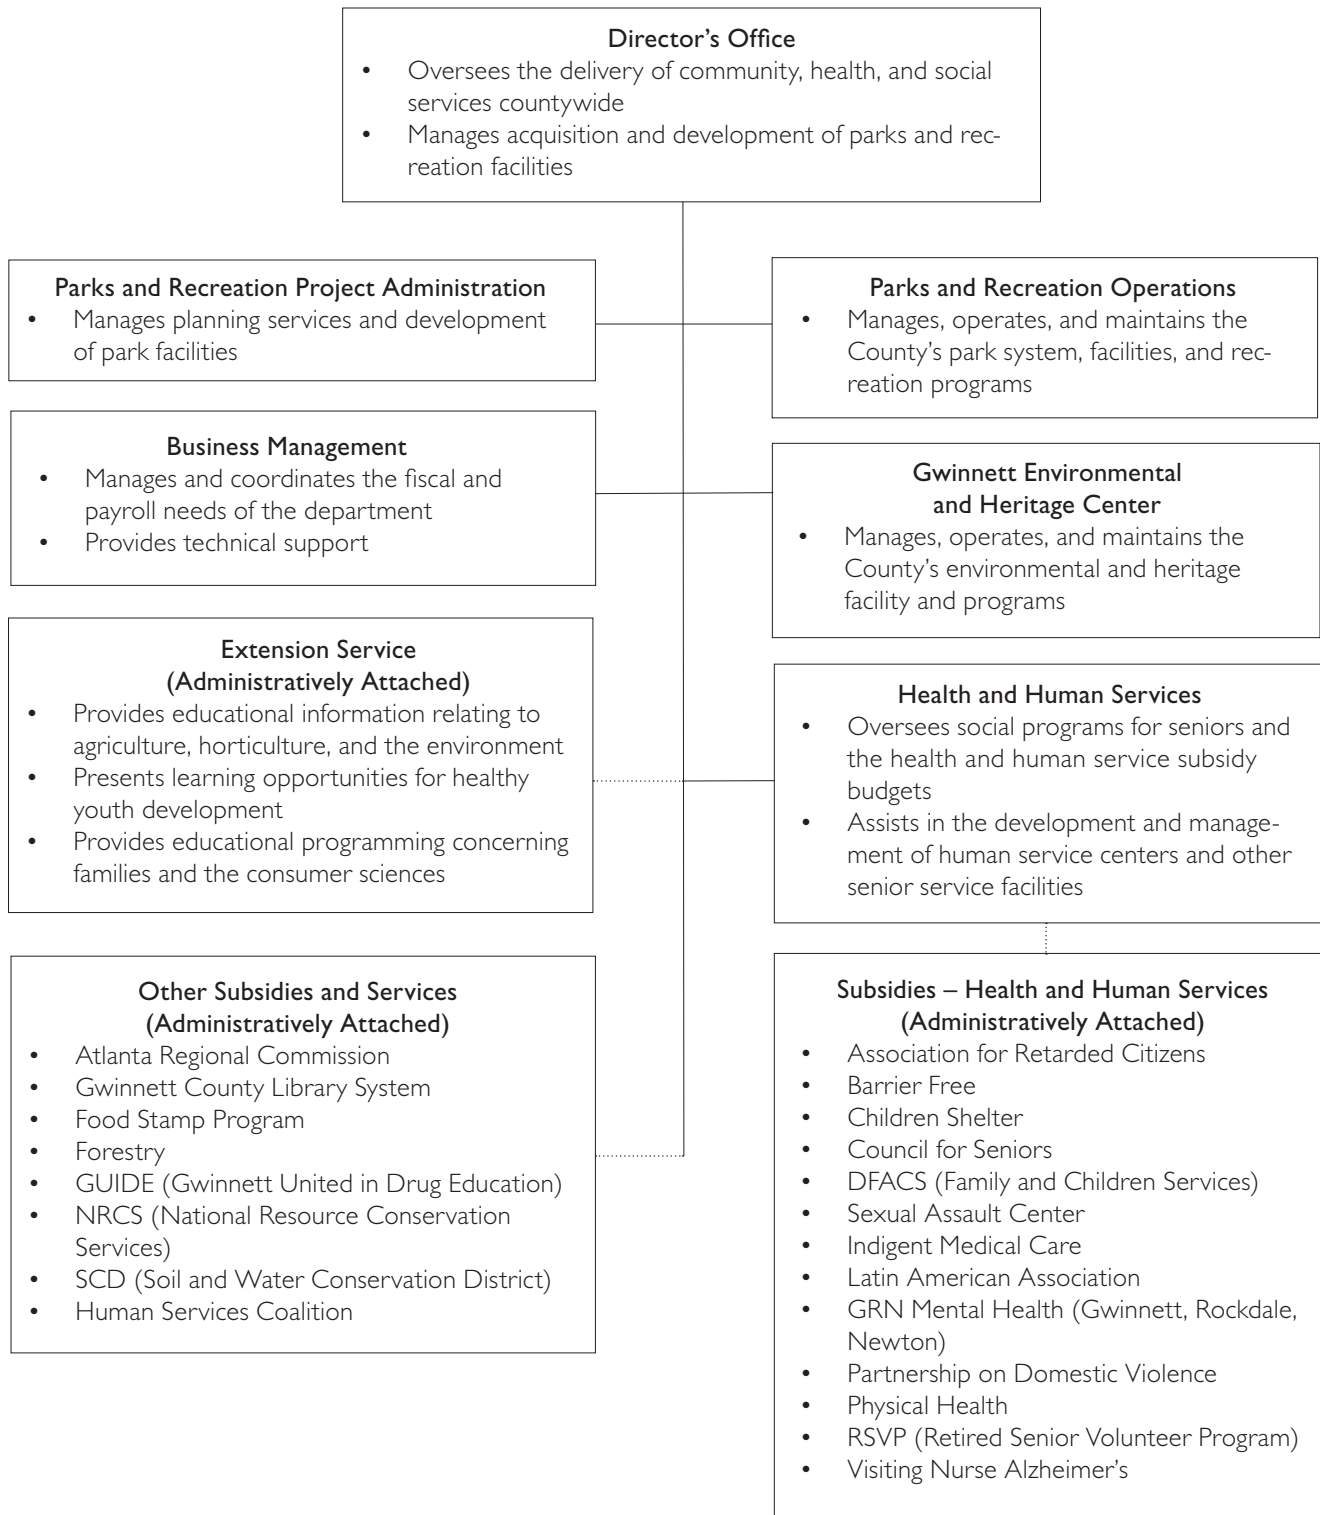 Director's Office
• Oversees the delivery of community, health, and social
services countywide
• Manages acquisition and development of parks and rec-
reation facilities
Parks and Recreation Project Administration
• Manages planning services and development
of park facilities
Parks and Recreation Operations
• Manages, operates, and maintains the
County's park system, facilities, and rec-
reation programs
Business Management
• Manages and coordinates the fiscal and
payroll needs of the department
• Provides technical support
Gwinnett Environmental
and Heritage Center
• Manages, operates, and maintains the
County's environmental and heritage
facility and programs
Extension Service
(Administratively Attached)
• Provides educational information relating to
agriculture, horticulture, and the environment
• Presents learning opportunities for healthy
youth development
• Provides educational programming concerning
families and the consumer sciences
Health and Human Services
• Oversees social programs for seniors and
the health and human service subsidy
budgets
• Assists in the development and manage-
ment of human service centers and other
senior service facilities
Other Subsidies and Services
(Administratively Attached)
• Atlanta Regional Commission
• Gwinnett County Library System
• Food Stamp Program
• Forestry
• GUIDE (Gwinnett United in Drug Education)
• NRCS (National Resource Conservation
Services)
• SCD (Soil and Water Conservation District)
• Human Services Coalition
Subsidies – Health and Human Services
(Administratively Attached)
• Association for Retarded Citizens
• Barrier Free
• Children Shelter
• Council for Seniors
• DFACS (Family and Children Services)
• Sexual Assault Center
• Indigent Medical Care
• Latin American Association
• GRN Mental Health (Gwinnett, Rockdale,
Newton)
• Partnership on Domestic Violence
• Physical Health
• RSVP (Retired Senior Volunteer Program)
• Visiting Nurse Alzheimer's